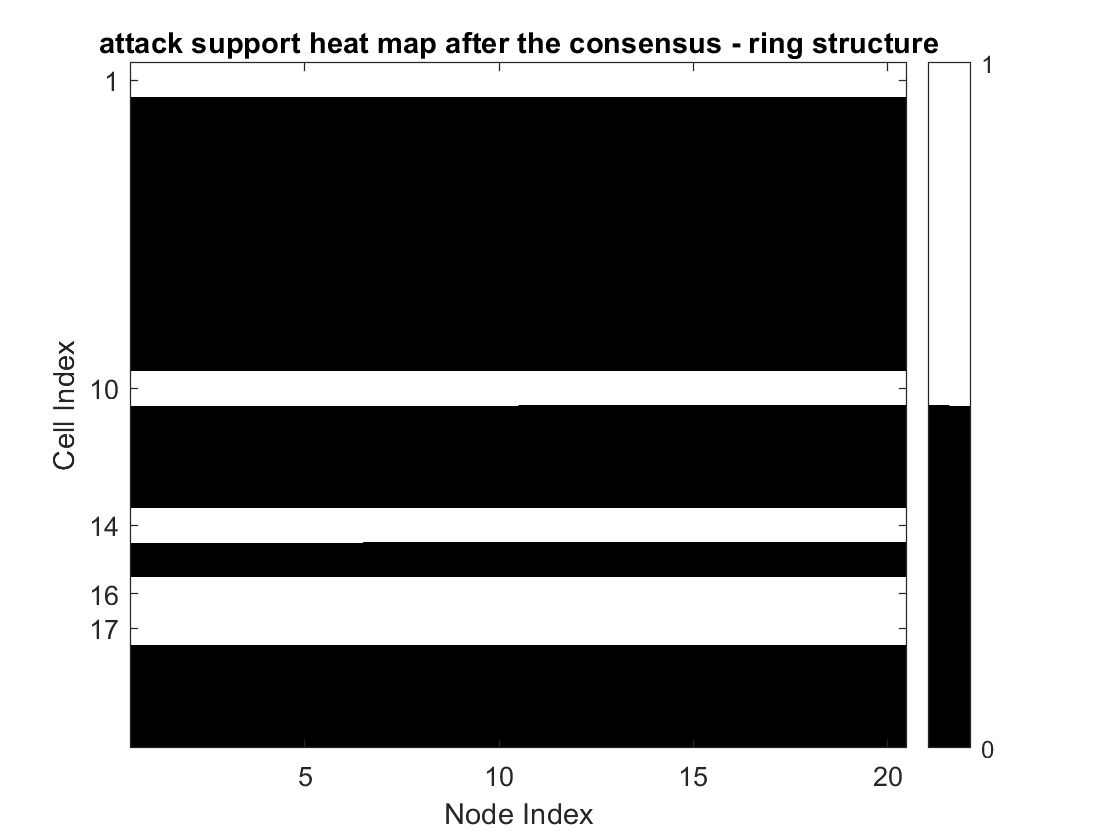 attack support heat map after the consensus - ring structure
1
10
14
16
17
Cell Index
5 10 15 20
Node Index
1
0